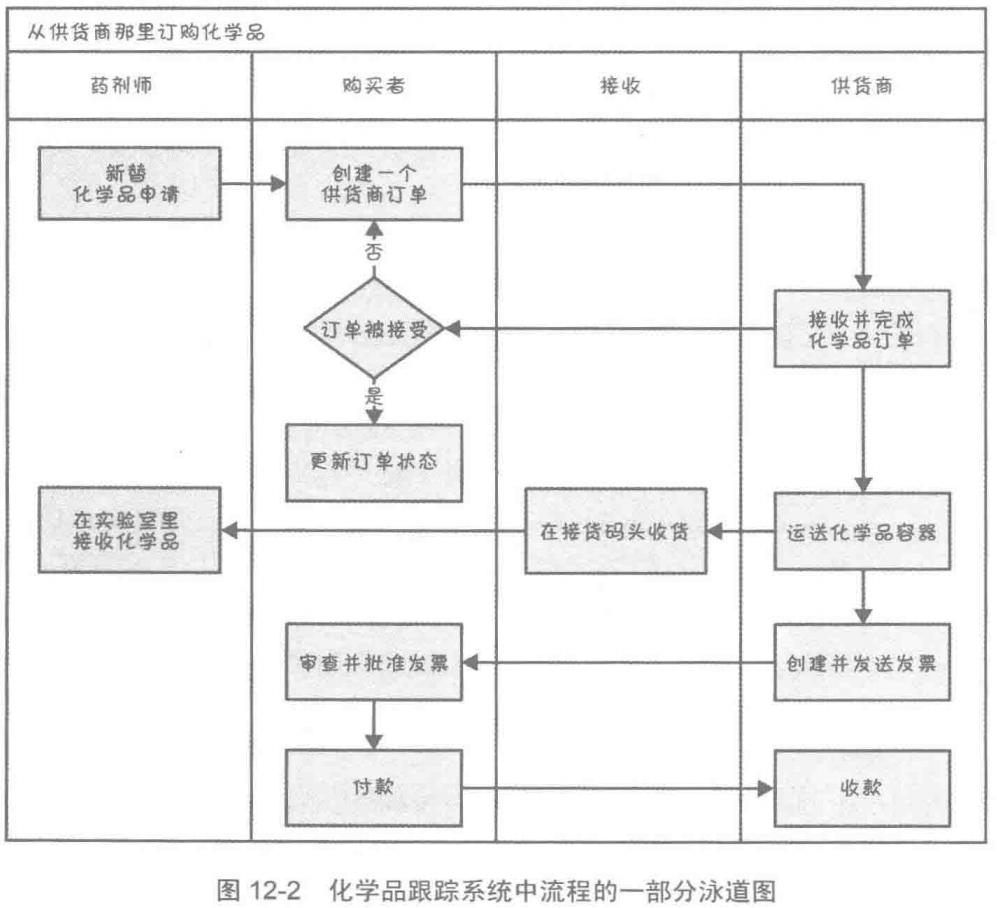 从供货商那里订购化学品
药剂师
购买者
接收
供货商
新替
化学品申请
创建一个
供货商订单
否
订单被接受
接收并完成
化学品订单
是
更新订单状态
在实验室里
接收化学品
在接货码头收货
运送化学品容器
审查并批准发票
创建并发送发票
付款
收款
图 12-2 化学品跟踪系统中流程的一部分泳道图